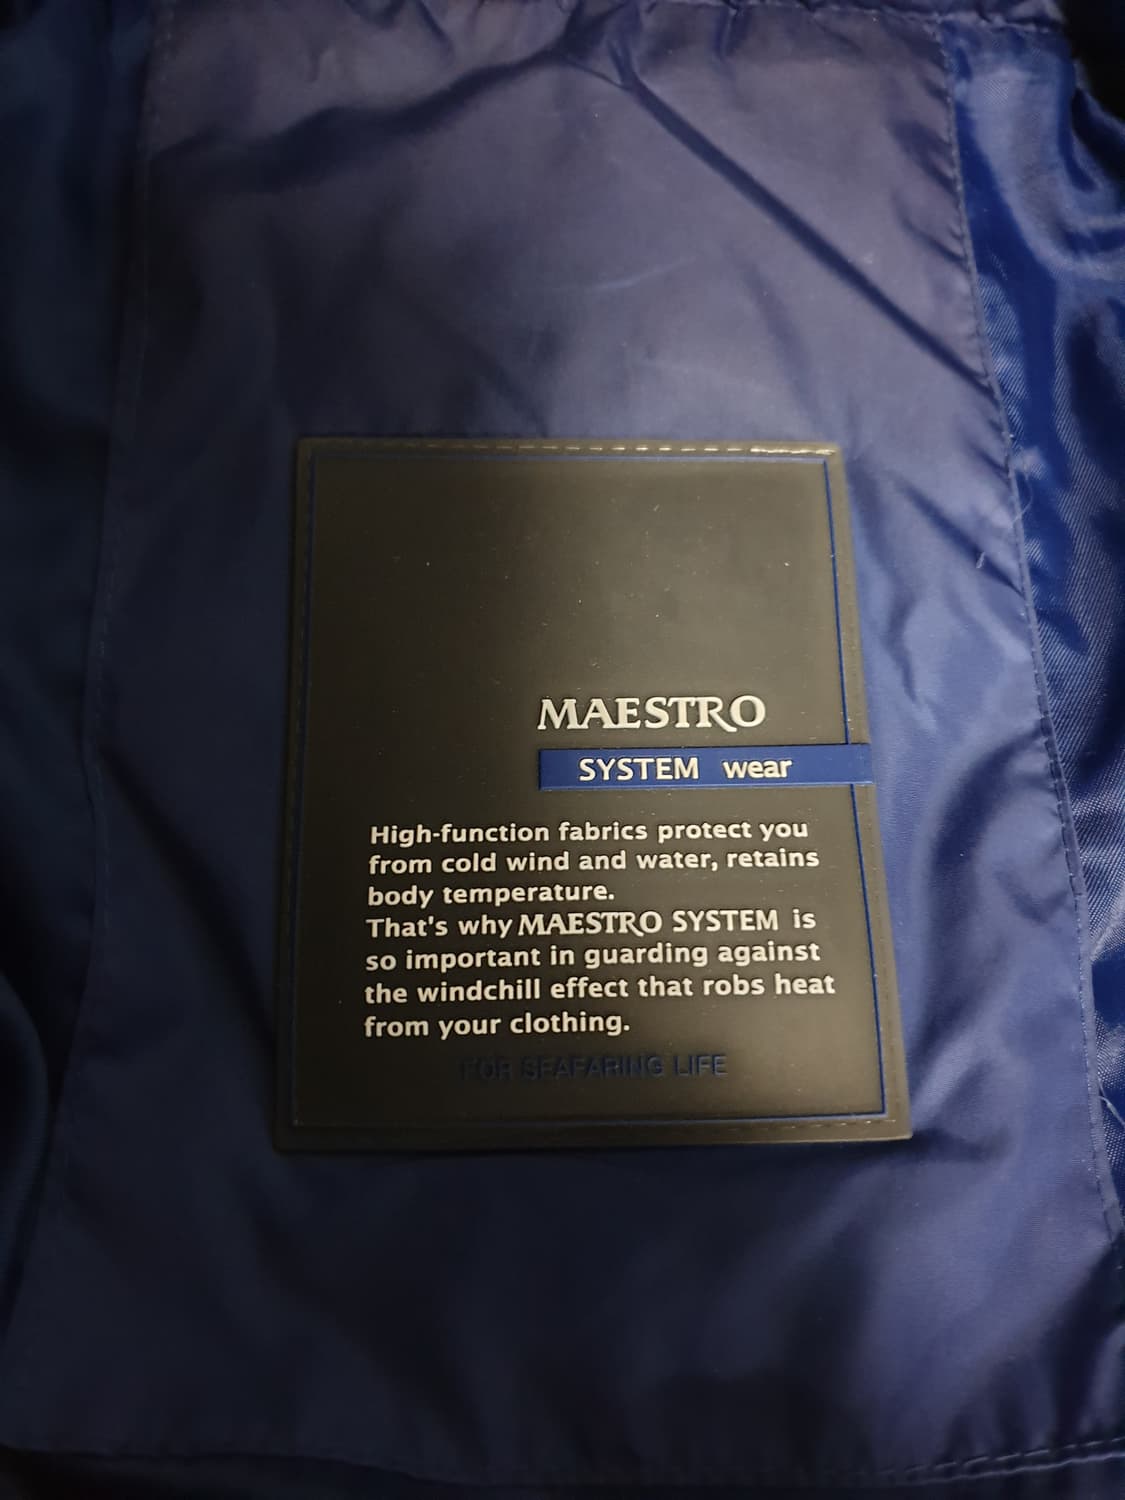 MAESTRO
SYSTEM wear
High-function fabrics protect you
from cold wind and water, retains
body temperature.
That's why MAESTRO SYSTEM is
so important in guarding against
the windchill effect that robs heat
from your clothing.
FOR SEAFARING LIFE